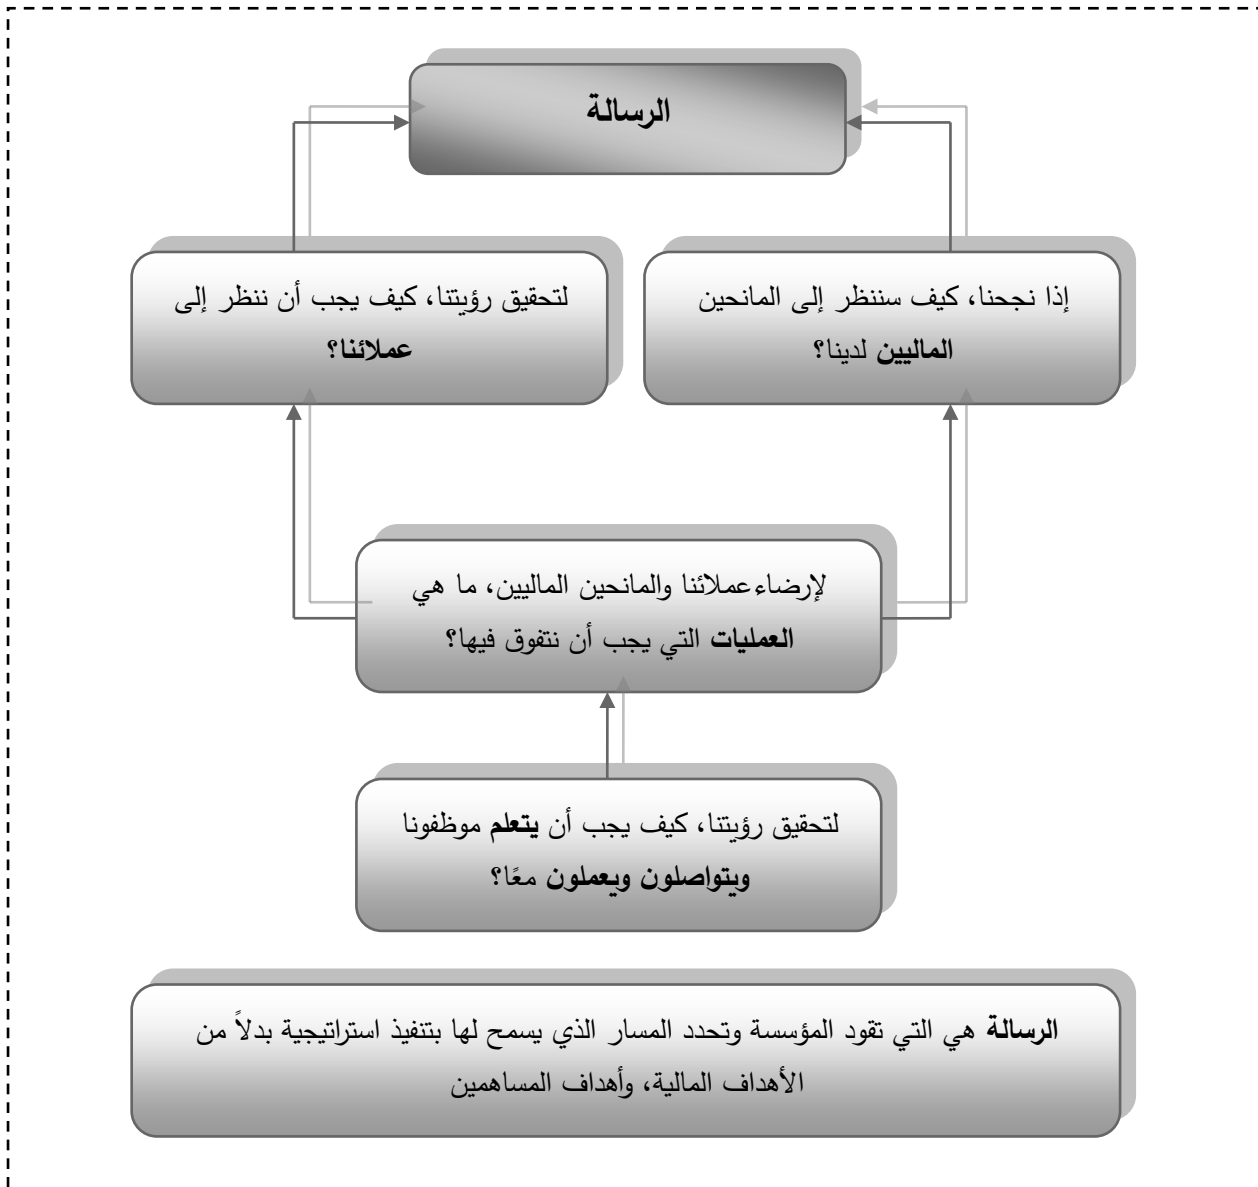 الرسالة
إذا نجحنا، كيف سننظر إلى المانحين
الماليين لدينا؟
لتحقيق رؤيتنا، كيف يجب أن ننظر إلى
عملائنا؟
لإرضاء عملائنا والمانحين الماليين، ما هي
العمليات التي يجب أن نتفوق فيها؟
لتحقيق رؤيتنا، كيف يجب أن يتعلم موظفونا
ويتواصلون ويعملون معًا؟
الرسالة هي التي تقود المؤسسة وتحدد المسار الذي يسمح لها بتنفيذ استراتيجية بدلاً من
الأهداف المالية، وأهداف المساهمين